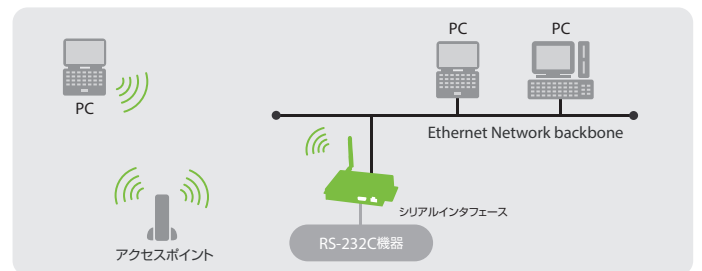 PC
PC
PC
Ethernet Network backbone
シリアルインタフェース
RS-232C機器
アクセスポイント